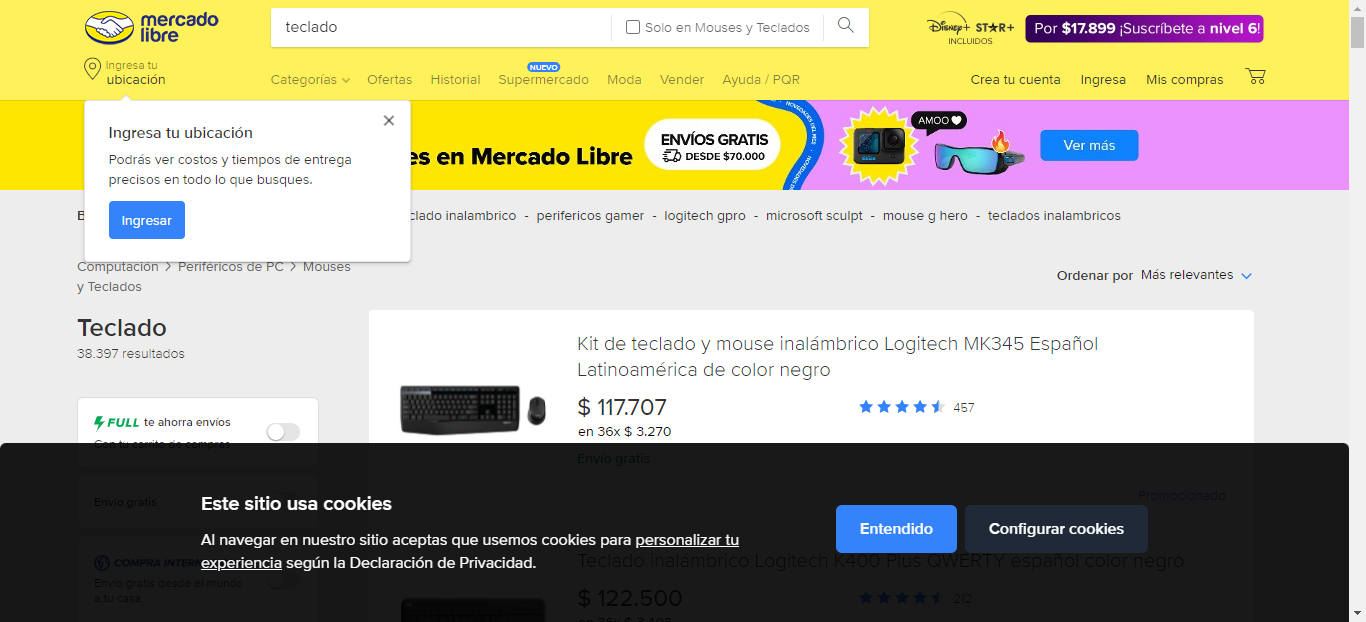 mercado
libre
teclado
Solo en Mouses y Teclados
Disney+ STAR+
INCLUIDOS
Por $17.899 ¡Suscríbete a nivel 6!
Ingresa tu
ubicación
Categorías
Ofertas
Historial
NUEVO
Supermercado
Moda
Vender
Ayuda / PQR
Crea tu cuenta
Ingresa
Mis compras
Ingresa tu ubicación
Podrás ver costos y tiempos de entrega
precisos en todo lo que busques.
Ingresar
es en Mercado Libre
ENVÍOS GRATIS
DESDE $70.000
AMOO
Ver más
clado inalambrico - perifericos gamer - logitech gpro - microsoft sculpt - mouse g hero - teclados inalambricos
Computación > Periféricos de PC > Mouses
y Teclados
Ordenar por Más relevantes
Teclado
38.397 resultados
FULL te ahorra envíos
Con tu carrito de compras
Envío gratis
COMPRA INTERN
Envío gratis desde el mundo
a tu casa
Kit de teclado y mouse inalámbrico Logitech MK345 Español
Latinoamérica de color negro
$ 117.707
457
en 36x $ 3.270
Envío gratis
Promocionado
Teclado inalámbrico Logitech K400 Plus QWERTY español color negro
$ 122.500
212
Este sitio usa cookies
Al navegar en nuestro sitio aceptas que usemos cookies para personalizar tu
experiencia según la Declaración de Privacidad.
Entendido
Configurar cookies